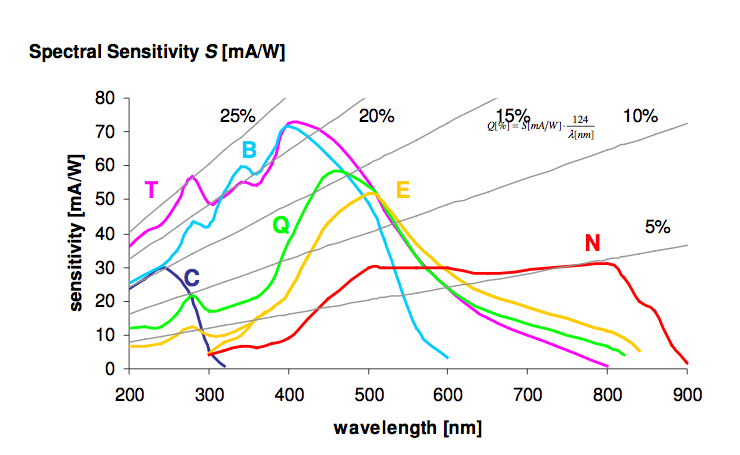 Spectral Sensitivity S [mA/W]
80
70
60
50
40
30
20
10
0
sensitivity [mA/W]
25%
20%
15%
10%
5%
Q[%] = S[mA/W] · 124 / λ[nm]
T
B
C
Q
E
N
200 300 400 500 600 700 800 900
wavelength [nm]